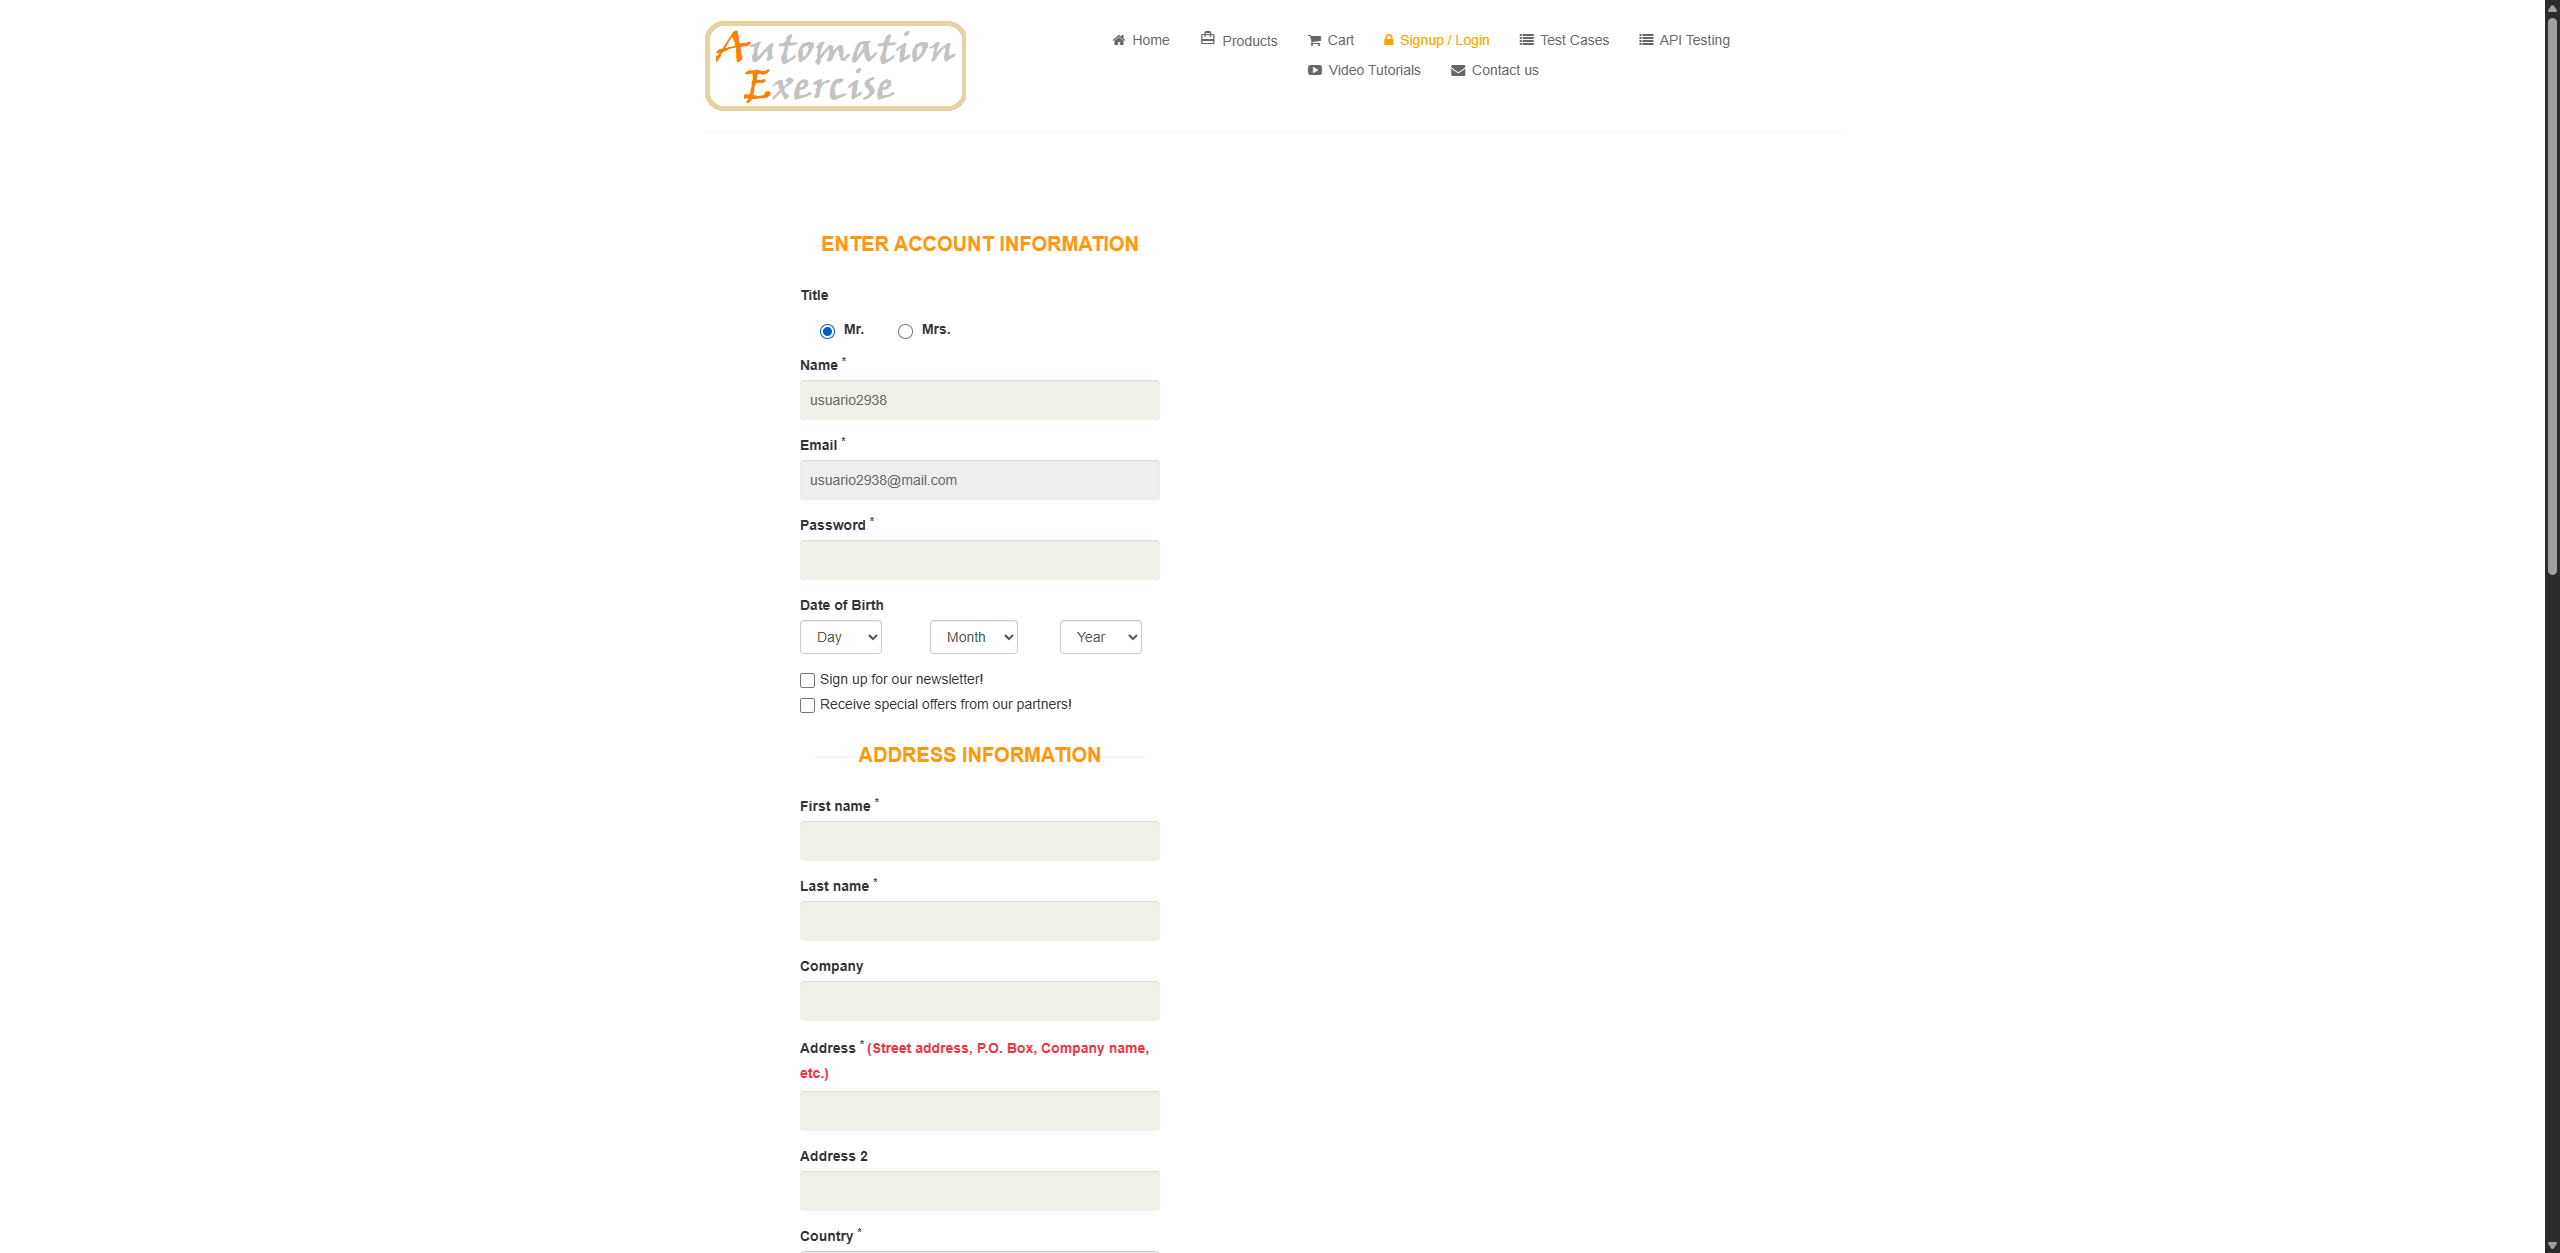 Automation
Exercise
Home
Products
Cart
Signup / Login
Test Cases
API Testing
Video Tutorials
Contact us
ENTER ACCOUNT INFORMATION
Title
Mr.
Mrs.
Name *
usuario2938
Email *
usuario2938@mail.com
Password *
Date of Birth
Day
Month
Year
Sign up for our newsletter!
Receive special offers from our partners!
ADDRESS INFORMATION
First name *
Last name *
Company
Address * (Street address, P.O. Box, Company name,
etc.)
Address 2
Country *